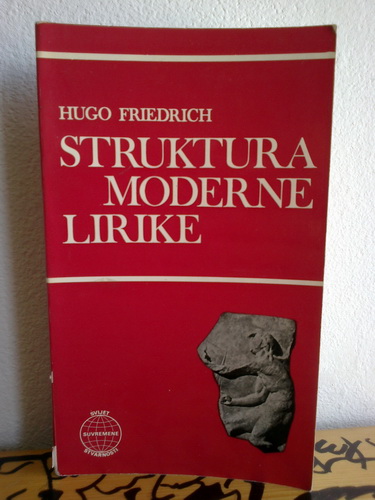 HUGO FRIEDRICH
STRUKTURA
MODERNE
LIRIKE
SVIJET
SUVREMENE
STVARNOSTI